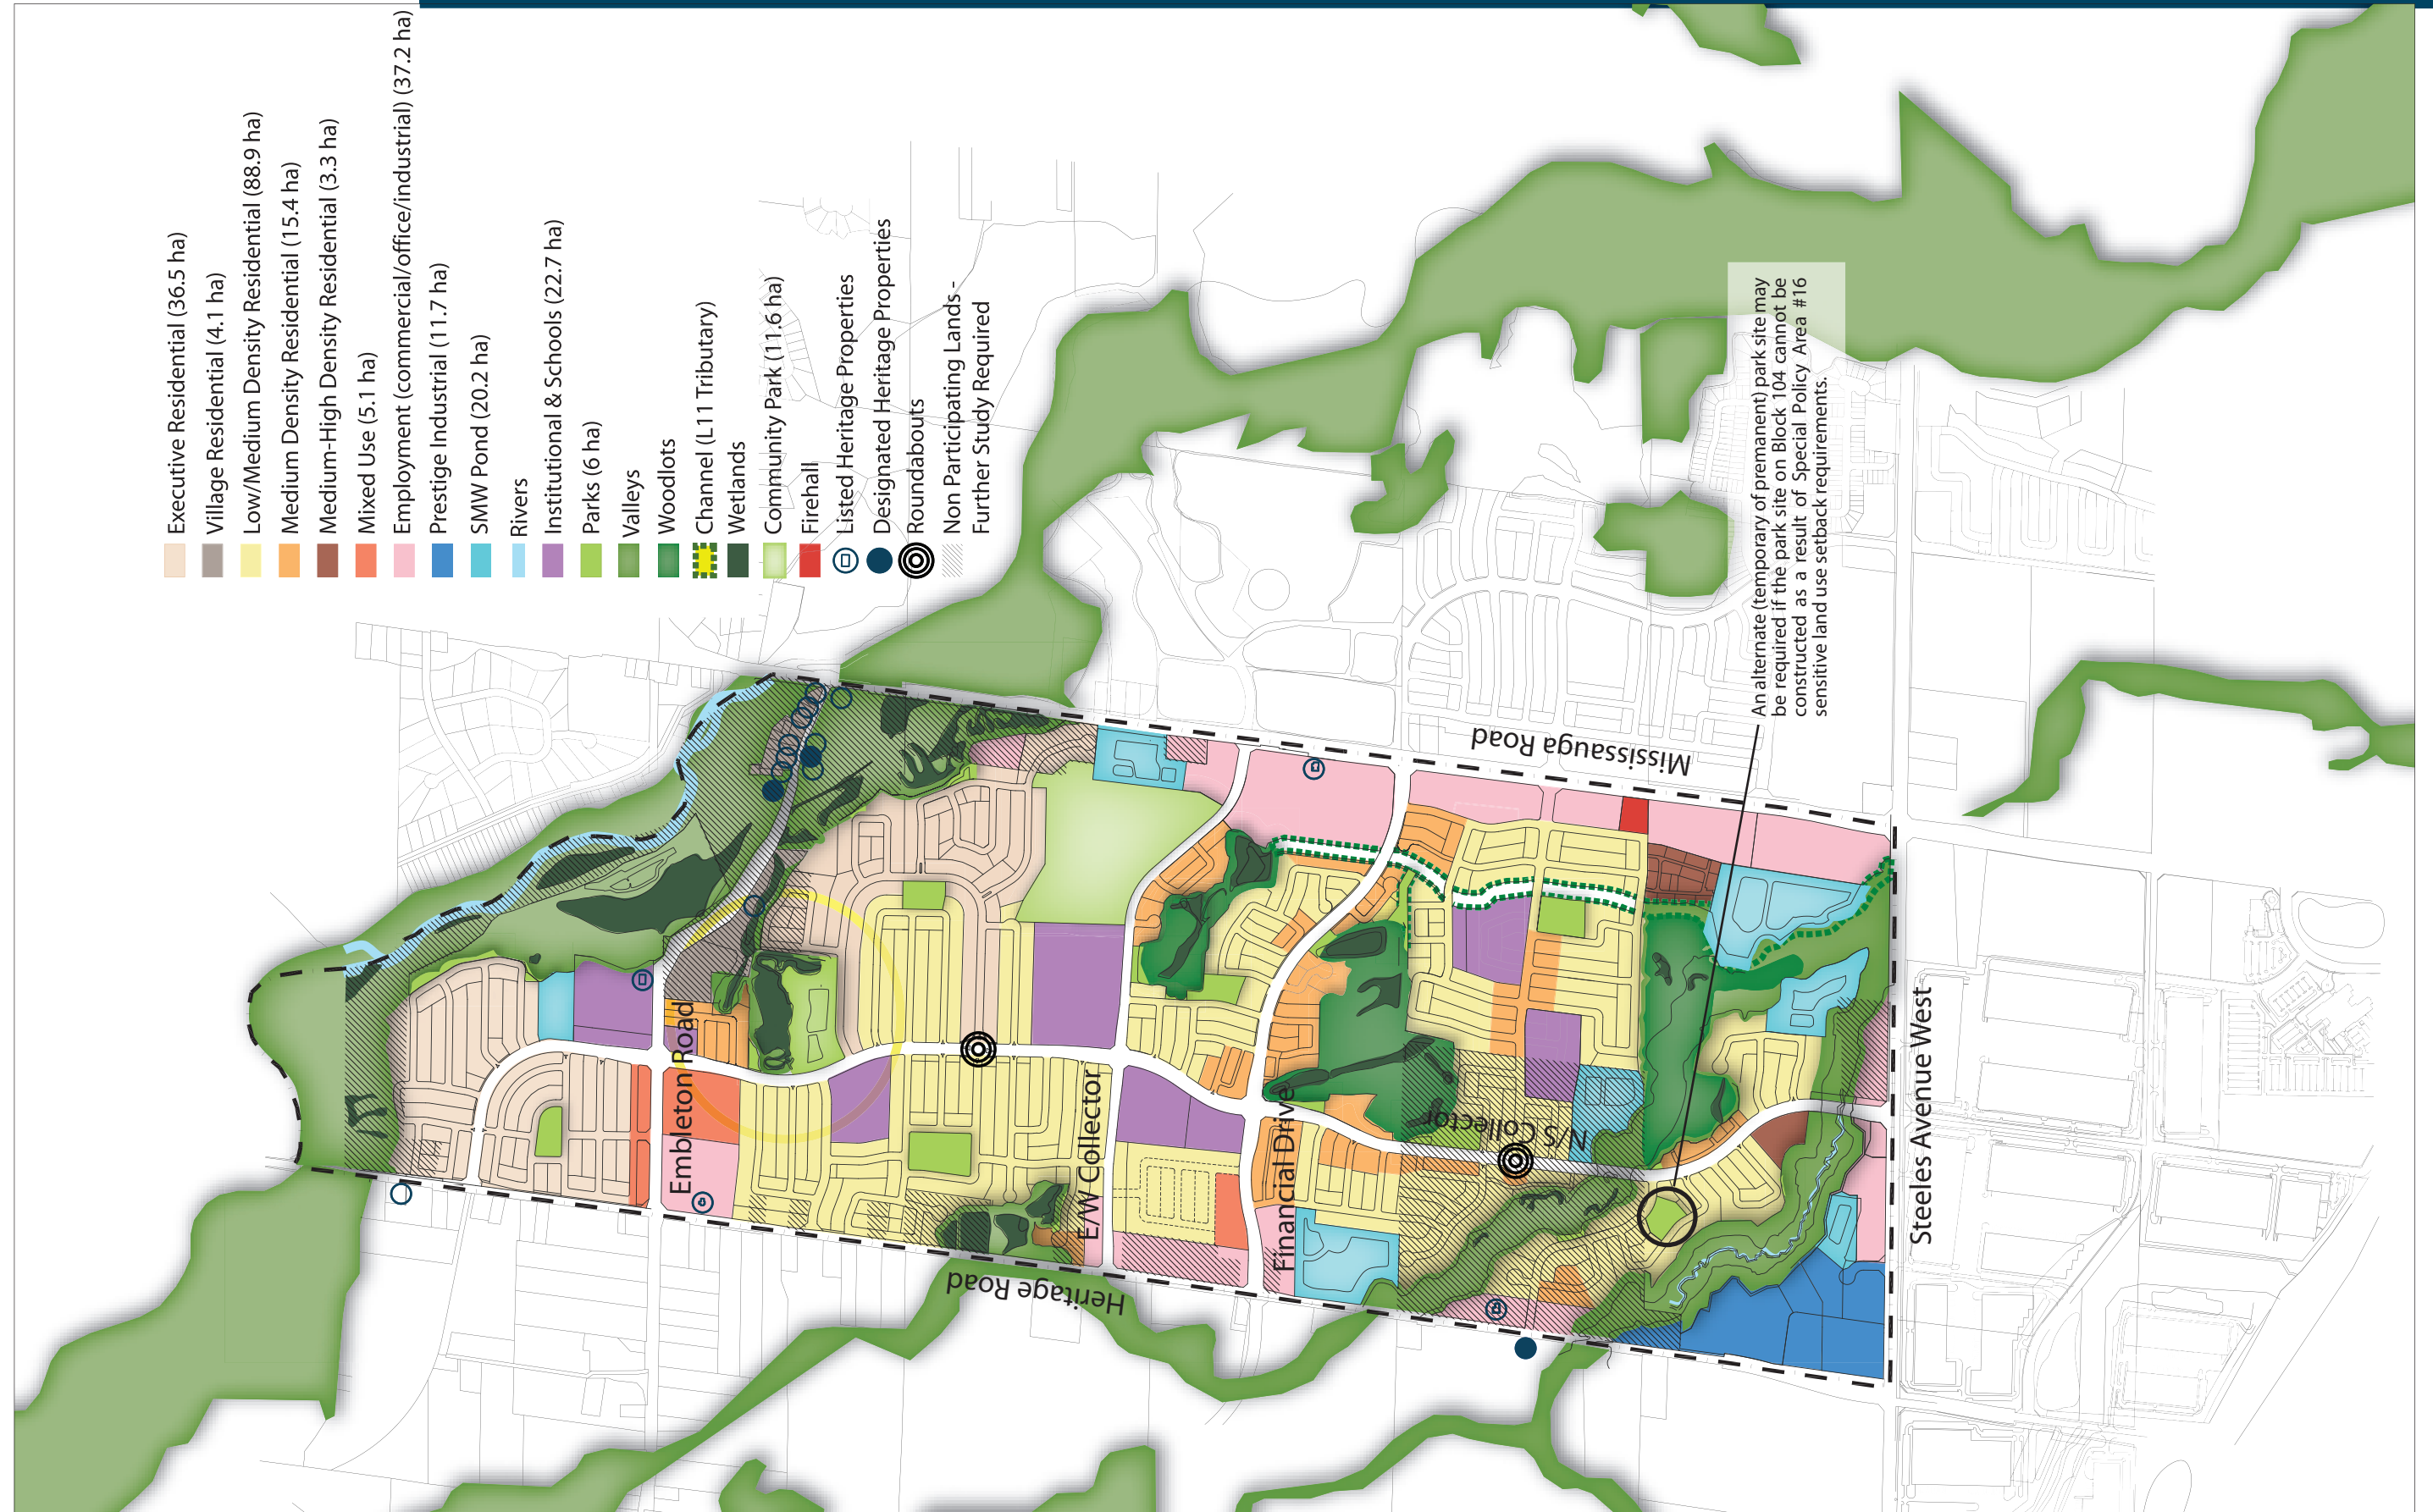 Executive Residential (36.5 ha)
Village Residential (4.1 ha)
Low/Medium Density Residential (88.9 ha)
Medium Density Residential (15.4 ha)
Medium-High Density Residential (3.3 ha)
Mixed Use (5.1 ha)
Employment (commercial/office/industrial) (37.2 ha)
Prestige Industrial (11.7 ha)
SMW Pond (20.2 ha)
Rivers
Institutional & Schools (22.7 ha)
Parks (6 ha)
Valleys
Woodlots
Channel (L11 Tributary)
Wetlands
Community Park (11.6 ha)
Firehall
Listed Heritage Properties
Designated Heritage Properties
Roundabouts
Non Participating Lands -
Further Study Required
An alternate (temporary of premanent) park site may
be required if the park site on Block 104 cannot be
constructed as a result of Special Policy Area #16
sensitive land use setback requirements.
Mississauga Road
Embleton Road
E/W Collector
Financial Drive
N/S Collector
Heritage Road
Steeles Avenue West